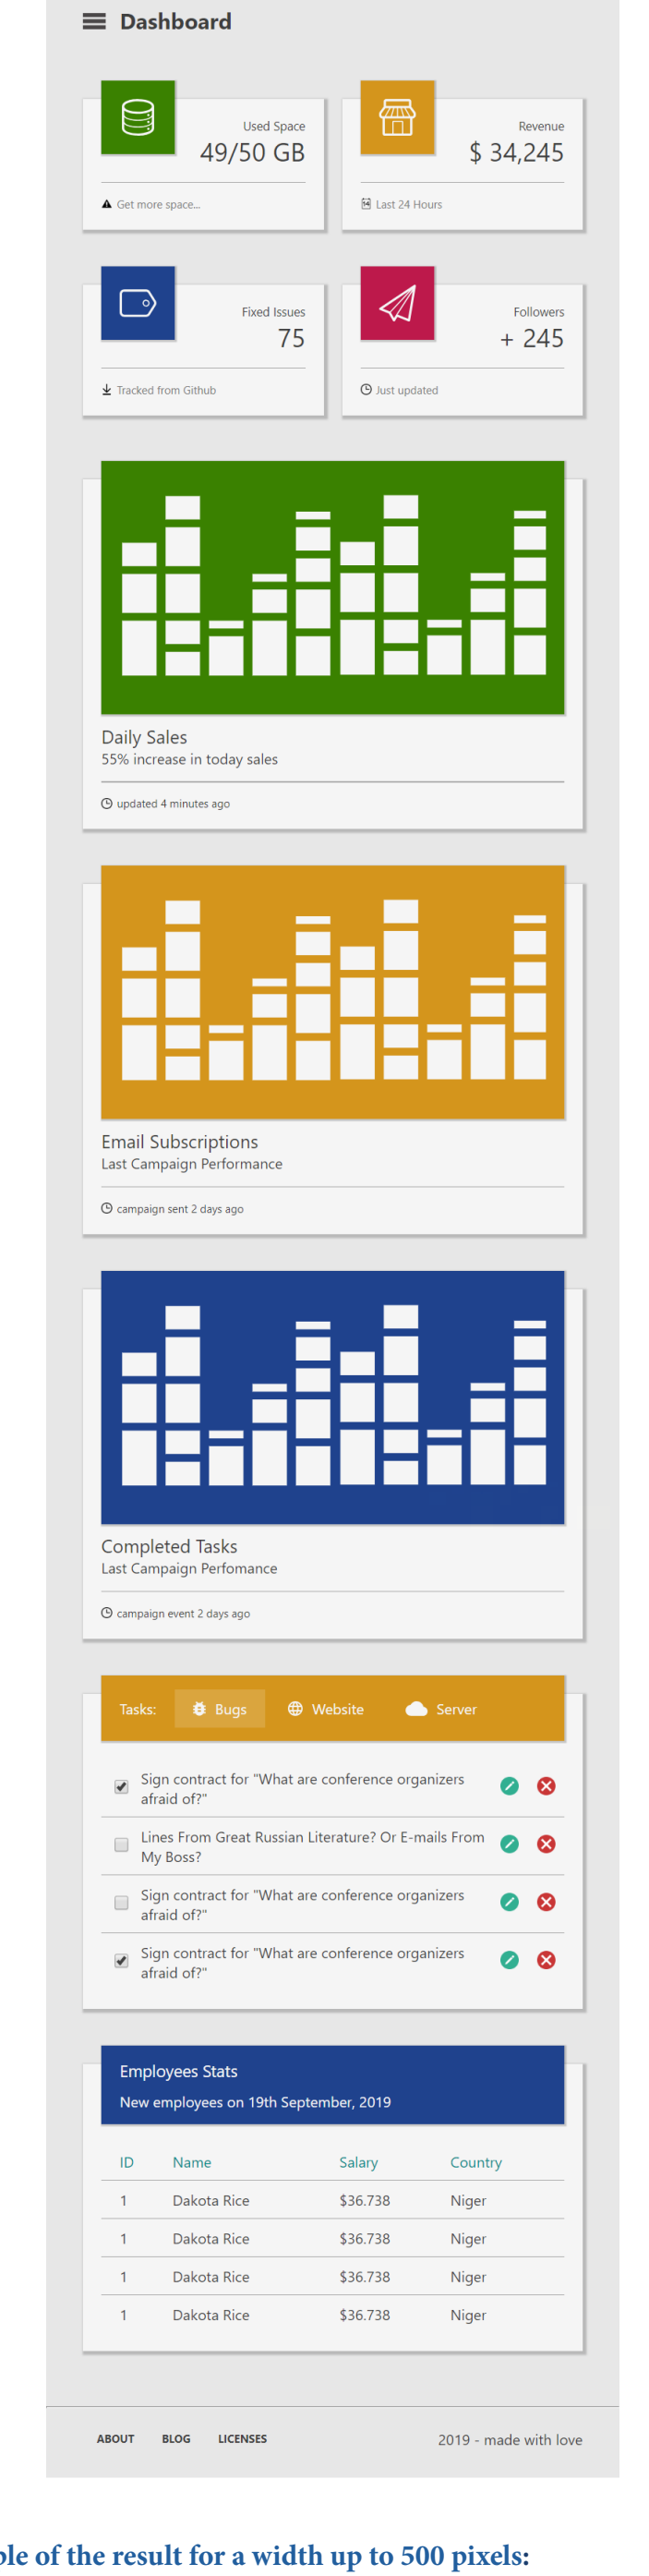 Dashboard
Used Space
49/50 GB
Get more space...
Revenue
$ 34,245
Last 24 Hours
Fixed Issues
75
Tracked from Github
Followers
+ 245
Just updated
Daily Sales
55% increase in today sales
updated 4 minutes ago
Email Subscriptions
Last Campaign Performance
campaign sent 2 days ago
Completed Tasks
Last Campaign Perfomance
campaign event 2 days ago
Tasks: Bugs Website Server
Sign contract for "What are conference organizers
afraid of?"
Lines From Great Russian Literature? Or E-mails From
My Boss?
Sign contract for "What are conference organizers
afraid of?"
Sign contract for "What are conference organizers
afraid of?"
Employees Stats
New employees on 19th September, 2019
ID Name Salary Country
1 Dakota Rice $36.738 Niger
1 Dakota Rice $36.738 Niger
1 Dakota Rice $36.738 Niger
1 Dakota Rice $36.738 Niger
ABOUT BLOG LICENSES 2019 - made with love
ple of the result for a width up to 500 pixels: